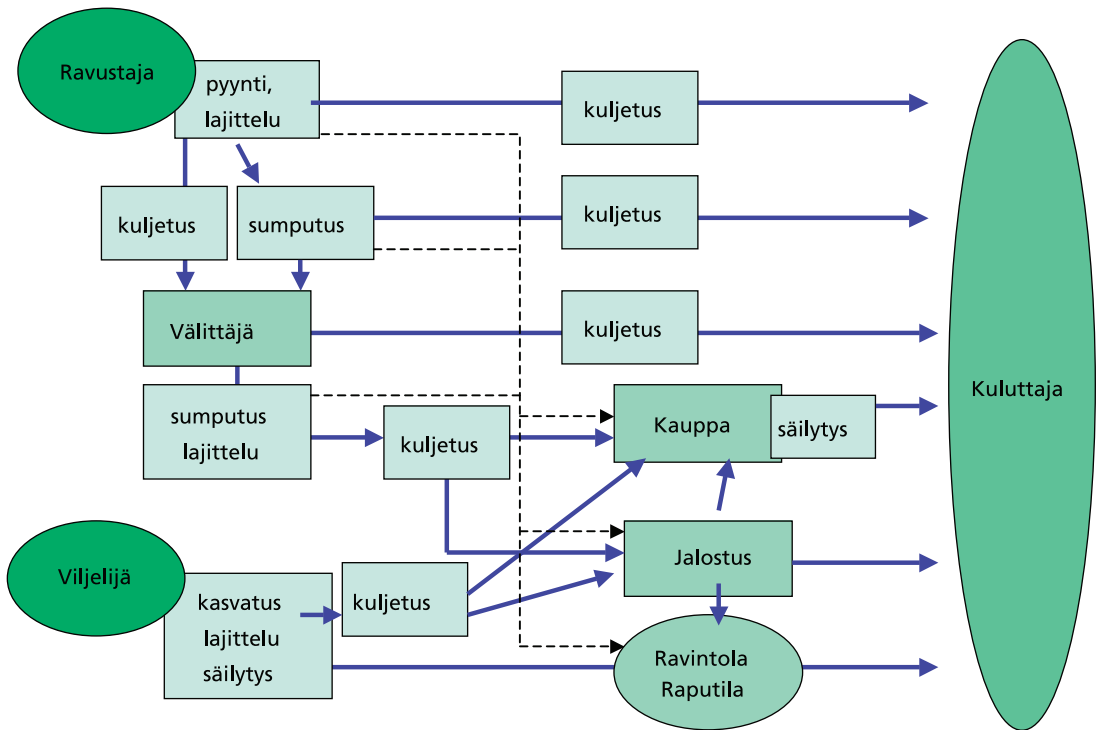 Ravustaja
pyynti,
lajittelu
kuljetus
kuljetus
sumputus
kuljetus
Välittäjä
kuljetus
sumputus
lajittelu
kuljetus
Kauppa
säilytys
Kuluttaja
Viljelijä
kasvatus
lajittelu
säilytys
kuljetus
Jalostus
Ravintola
Raputila